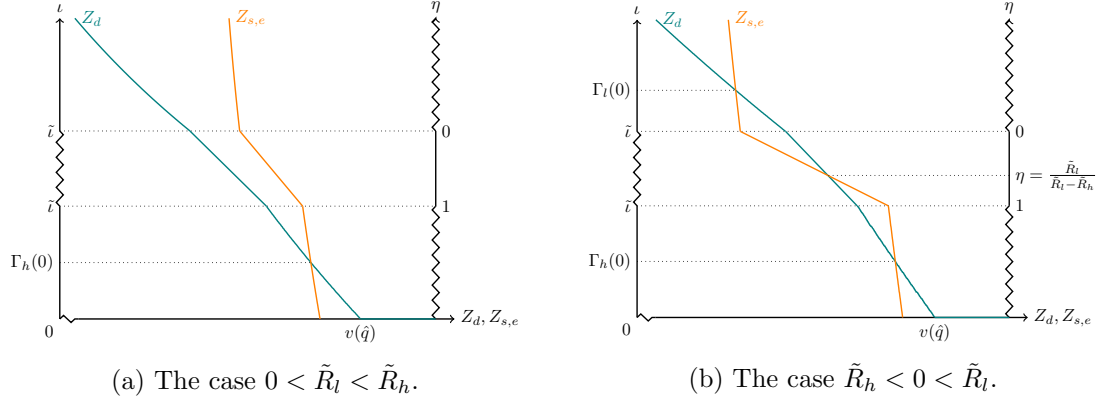 ι
Z_d
Z_{s,e}
η
0
ι̃
ι̃
1
Γ_h(0)
0
v(q̂)
Z_d, Z_{s,e}
(a) The case 0 < R̃_l < R̃_h.
ι
Z_d
Z_{s,e}
η
Γ_l(0)
ι̃
0
η = R̃_l / (R̃_l − R̃_h)
ι̃
1
Γ_h(0)
0
v(q̂)
Z_d, Z_{s,e}
(b) The case R̃_h < 0 < R̃_l.